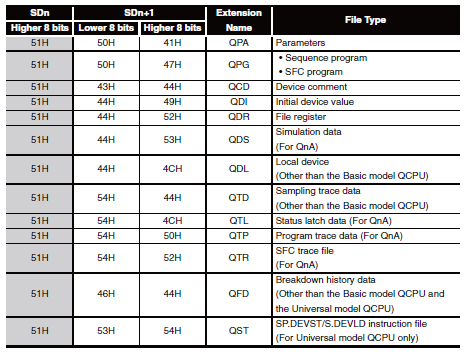 SDn SDn+1 Extension Name File Type
Higher 8 bits Lower 8 bits Higher 8 bits
51H 50H 41H QPA Parameters
51H 50H 47H QPG • Sequence program
• SFC program
51H 43H 44H QCD Device comment
51H 44H 49H QDI Initial device value
51H 44H 52H QDR File register
51H 44H 53H QDS Simulation data
(For QnA)
51H 44H 4CH QDL Local device
(Other than the Basic model QCPU)
51H 54H 44H QTD Sampling trace data
(Other than the Basic model QCPU)
51H 54H 4CH QTL Status latch data (For QnA)
51H 54H 50H QTP Program trace data (For QnA)
51H 54H 52H QTR SFC trace file
(For QnA)
51H 46H 44H QFD Breakdown history data
(Other than the Basic model QCPU and
the Universal model QCPU)
51H 53H 54H QST SP.DEVST/S.DEVLD instruction file
(For Universal model QCPU only)